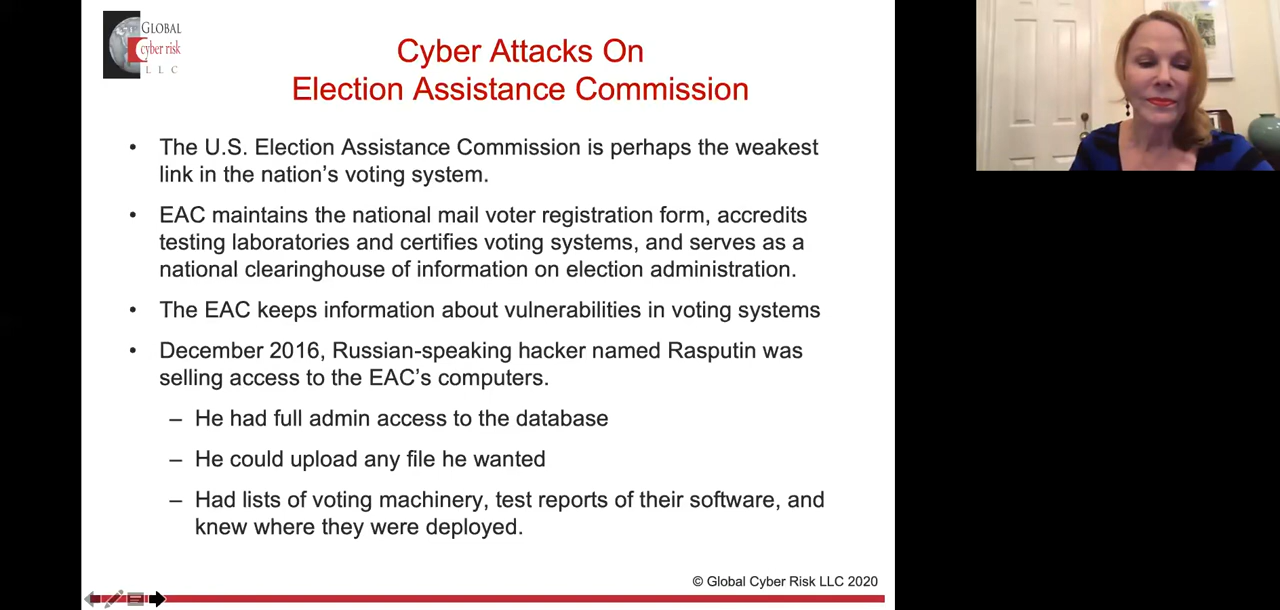 GLOBAL
cyber risk
L L C
Cyber Attacks On
Election Assistance Commission
• The U.S. Election Assistance Commission is perhaps the weakest
link in the nation’s voting system.
• EAC maintains the national mail voter registration form, accredits
testing laboratories and certifies voting systems, and serves as a
national clearinghouse of information on election administration.
• The EAC keeps information about vulnerabilities in voting systems
• December 2016, Russian-speaking hacker named Rasputin was
selling access to the EAC’s computers.
– He had full admin access to the database
– He could upload any file he wanted
– Had lists of voting machinery, test reports of their software, and
knew where they were deployed.
© Global Cyber Risk LLC 2020